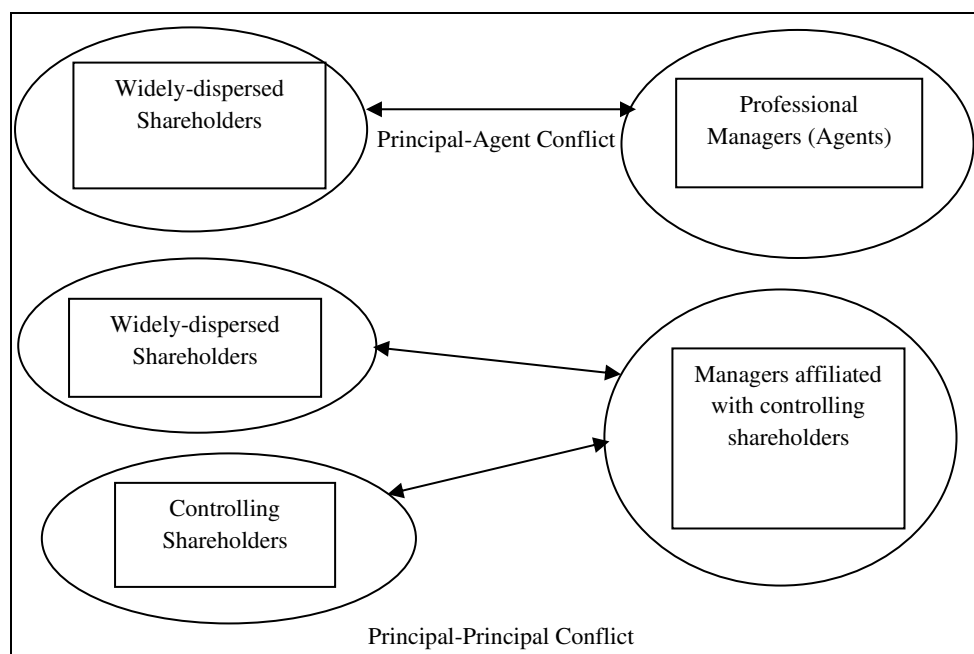 Widely-dispersed
Shareholders
Principal-Agent Conflict
Professional
Managers (Agents)
Widely-dispersed
Shareholders
Managers affiliated
with controlling
shareholders
Controlling
Shareholders
Principal-Principal Conflict